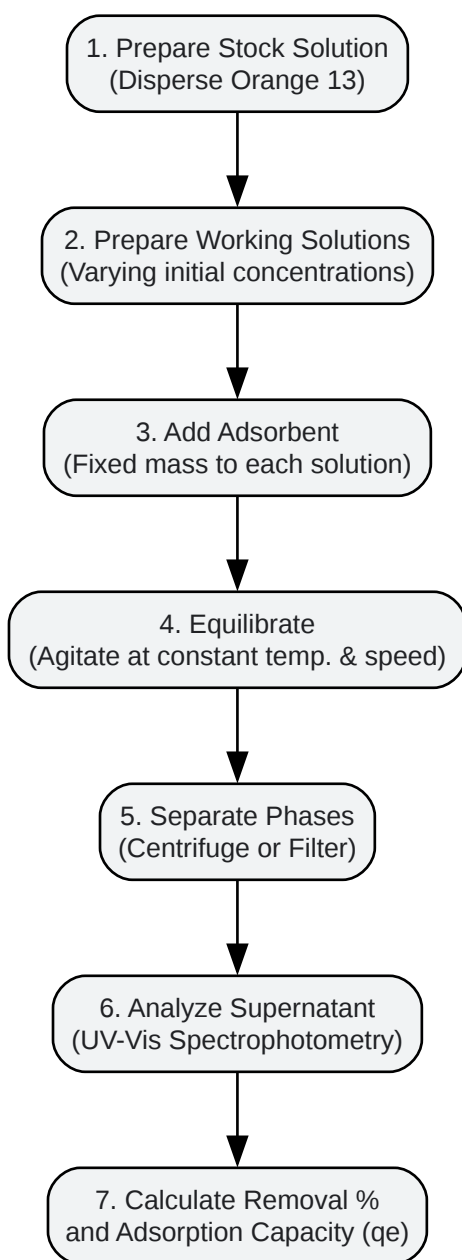 1. Prepare Stock Solution
(Disperse Orange 13)
2. Prepare Working Solutions
(Varying initial concentrations)
3. Add Adsorbent
(Fixed mass to each solution)
4. Equilibrate
(Agitate at constant temp. & speed)
5. Separate Phases
(Centrifuge or Filter)
6. Analyze Supernatant
(UV-Vis Spectrophotometry)
7. Calculate Removal %
and Adsorption Capacity (qe)